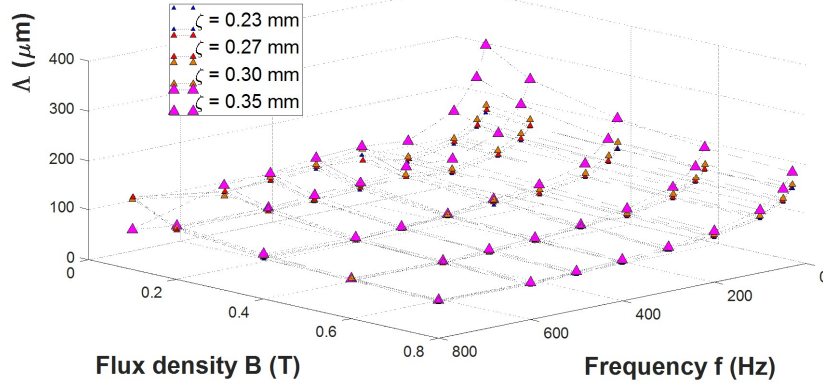 ζ = 0.23 mm
ζ = 0.27 mm
ζ = 0.30 mm
ζ = 0.35 mm
Λ (μm)
400
300
200
100
0
0
0.2
0.4
0.6
0.8
800
600
400
200
0
Flux density B (T)
Frequency f (Hz)